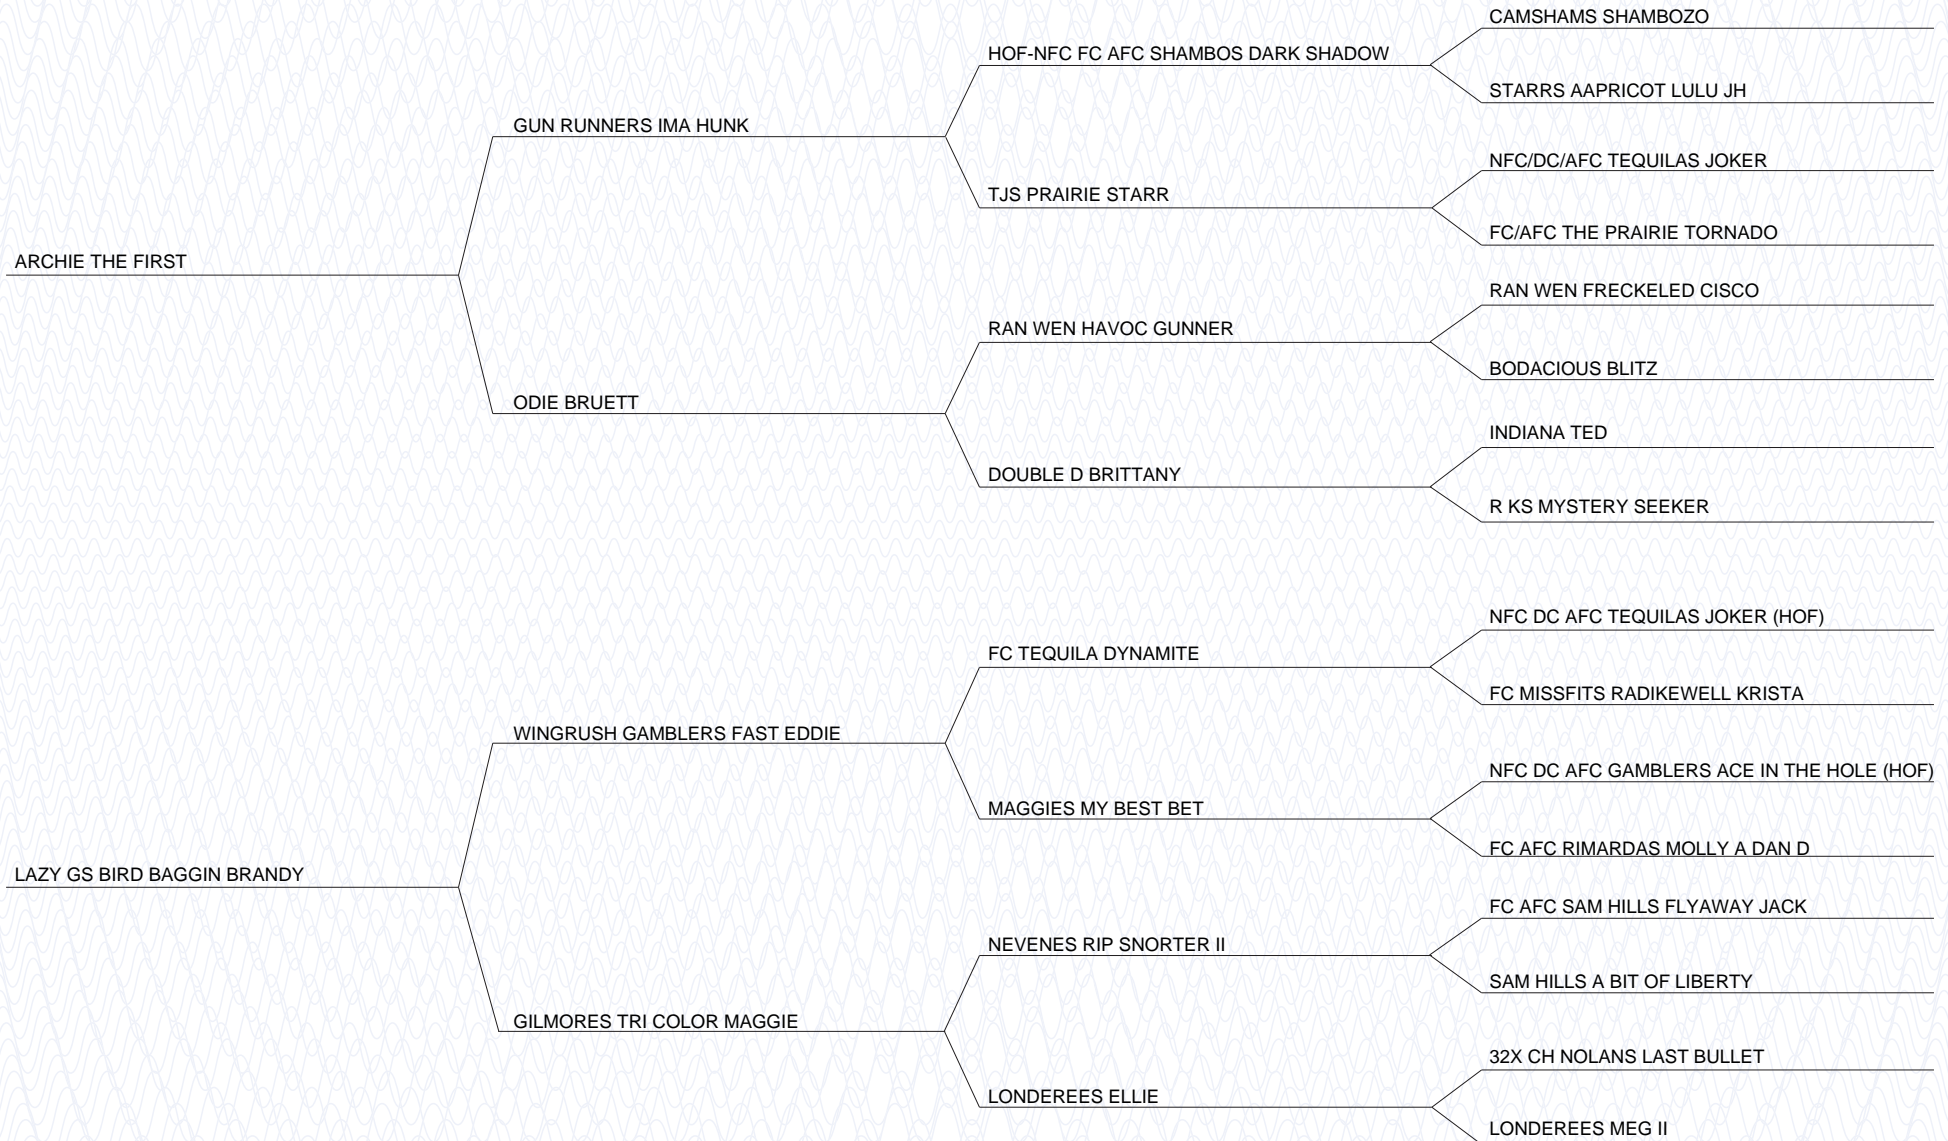 CAMSHAMS SHAMBOZO
HOF-NFC FC AFC SHAMBOS DARK SHADOW
STARRS AAPRICOT LULU JH
GUN RUNNERS IMA HUNK
NFC/DC/AFC TEQUILAS JOKER
TJS PRAIRIE STARR
FC/AFC THE PRAIRIE TORNADO
ARCHIE THE FIRST
RAN WEN FRECKELED CISCO
RAN WEN HAVOC GUNNER
BODACIOUS BLITZ
ODIE BRUETT
INDIANA TED
DOUBLE D BRITTANY
R KS MYSTERY SEEKER
NFC DC AFC TEQUILAS JOKER (HOF)
FC TEQUILA DYNAMITE
FC MISSFITS RADIKEWELL KRISTA
WINGRUSH GAMBLERS FAST EDDIE
NFC DC AFC GAMBLERS ACE IN THE HOLE (HOF)
MAGGIES MY BEST BET
FC AFC RIMARDAS MOLLY A DAN D
LAZY GS BIRD BAGGIN BRANDY
FC AFC SAM HILLS FLYAWAY JACK
NEVENES RIP SNORTER II
SAM HILLS A BIT OF LIBERTY
GILMORES TRI COLOR MAGGIE
32X CH NOLANS LAST BULLET
LONDEREES ELLIE
LONDEREES MEG II